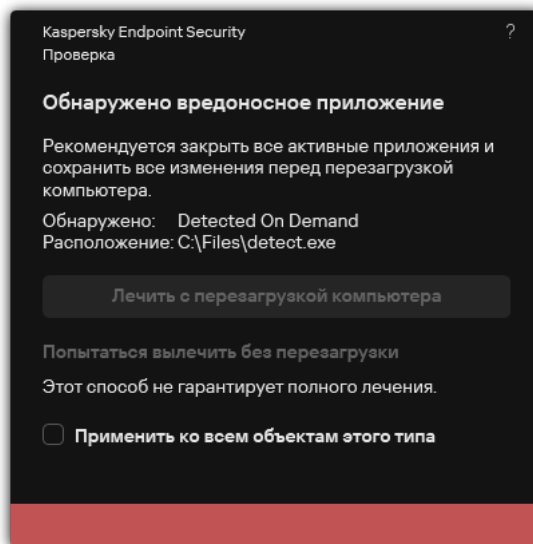 Kaspersky Endpoint Security
?
Проверка
Обнаружено вредоносное приложение
Рекомендуется закрыть все активные приложения и
сохранить все изменения перед перезагрузкой
компьютера.
Обнаружено: Detected On Demand
Расположение: C:\Files\detect.exe
Лечить с перезагрузкой компьютера
Попытаться вылечить без перезагрузки
Этот способ не гарантирует полного лечения.
Применить ко всем объектам этого типа